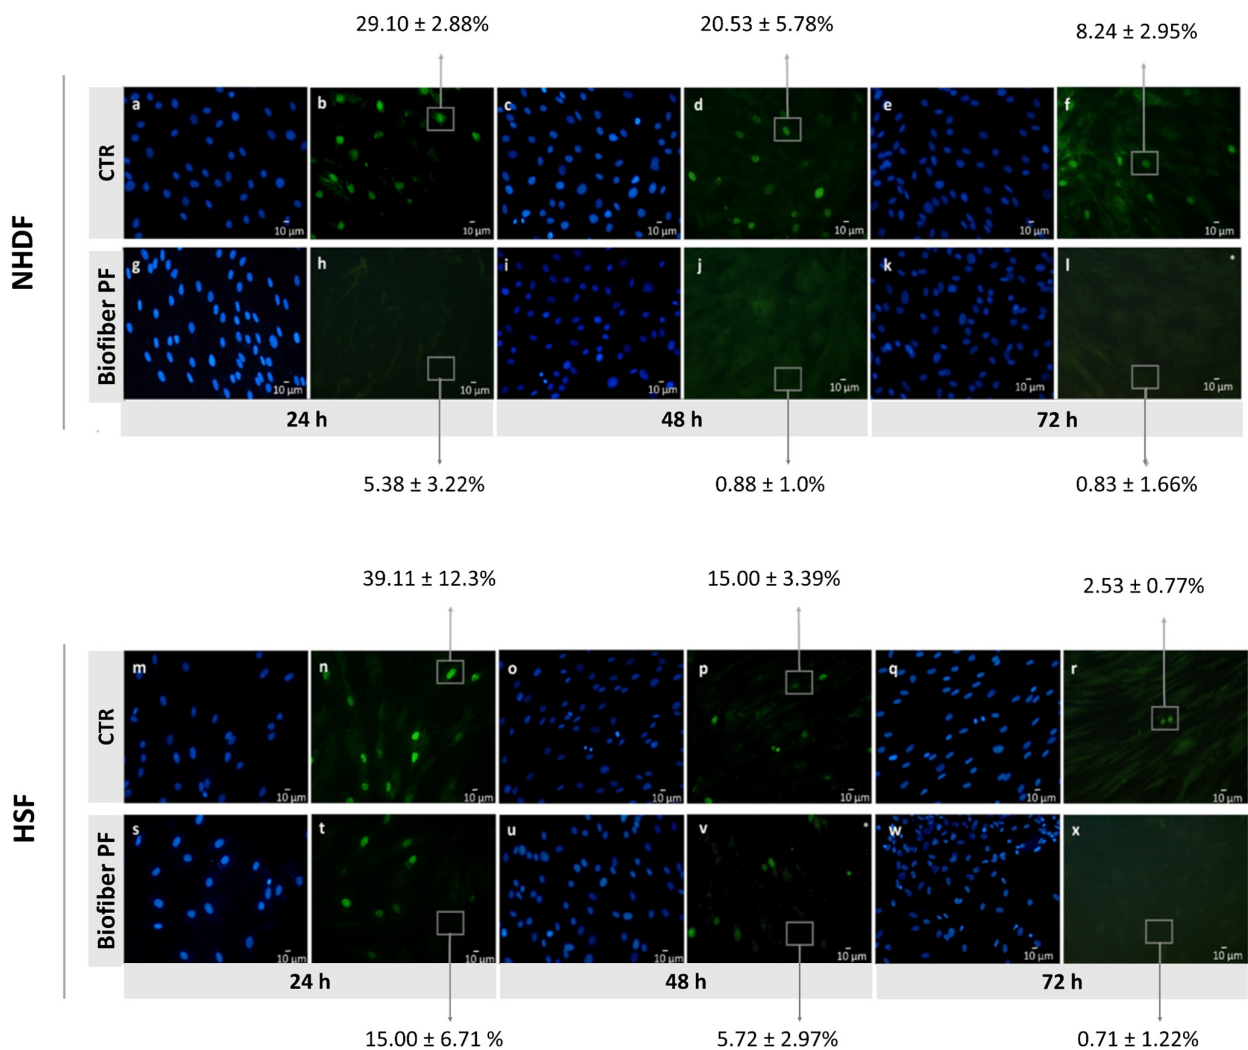 29.10 ± 2.88% 20.53 ± 5.78% 8.24 ± 2.95%
NHDF
CTR
a b c d e f
10 µm 10 µm 10 µm 10 µm 10 µm 10 µm
Biofiber PF
g h i j k l *
10 µm 10 µm 10 µm 10 µm 10 µm 10 µm
24 h 48 h 72 h
5.38 ± 3.22% 0.88 ± 1.0% 0.83 ± 1.66%
39.11 ± 12.3% 15.00 ± 3.39% 2.53 ± 0.77%
HSF
CTR
m n o p q r
10 µm 10 µm 10 µm 10 µm 10 µm 10 µm
Biofiber PF
s t u v * w x
10 µm 10 µm 10 µm 10 µm 10 µm 10 µm
24 h 48 h 72 h
15.00 ± 6.71 % 5.72 ± 2.97% 0.71 ± 1.22%